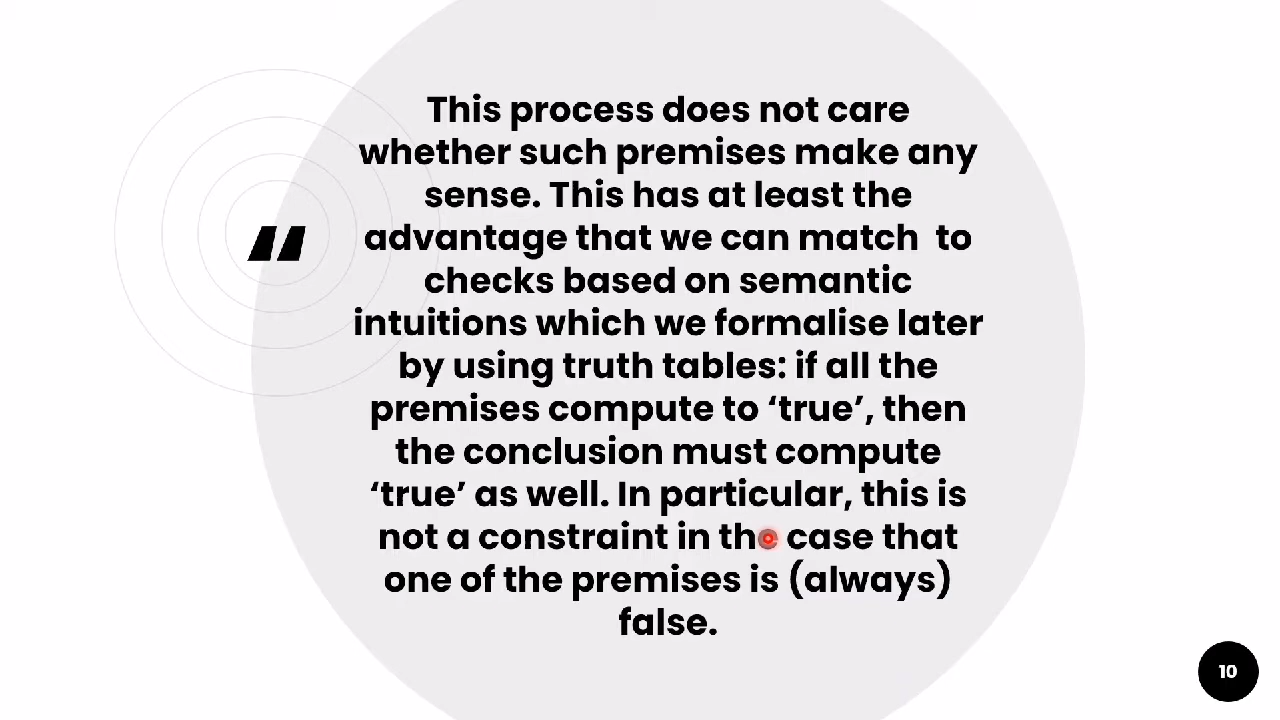 “
This process does not care
whether such premises make any
sense. This has at least the
advantage that we can match  to
checks based on semantic
intuitions which we formalise later
by using truth tables: if all the
premises compute to ‘true’, then
the conclusion must compute
‘true’ as well. In particular, this is
not a constraint in the case that
one of the premises is (always)
false.
10